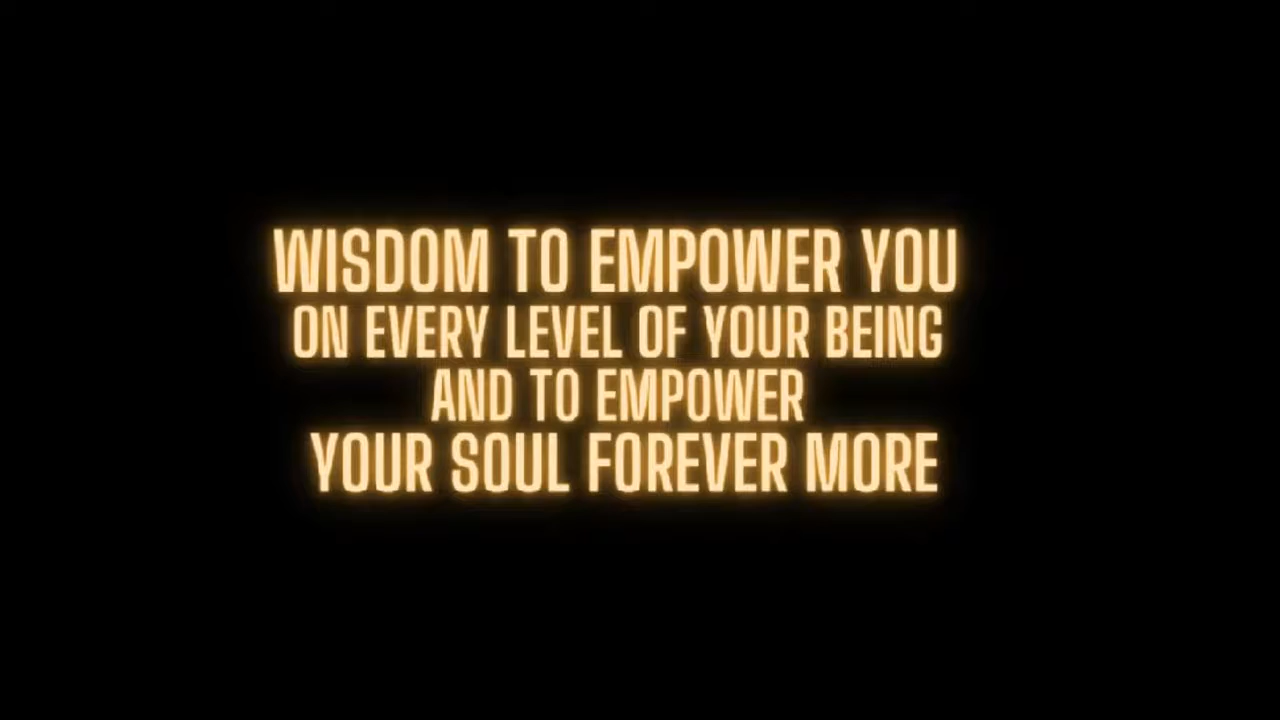 WISDOM TO EMPOWER YOU
ON EVERY LEVEL OF YOUR BEING
AND TO EMPOWER
YOUR SOUL FOREVER MORE